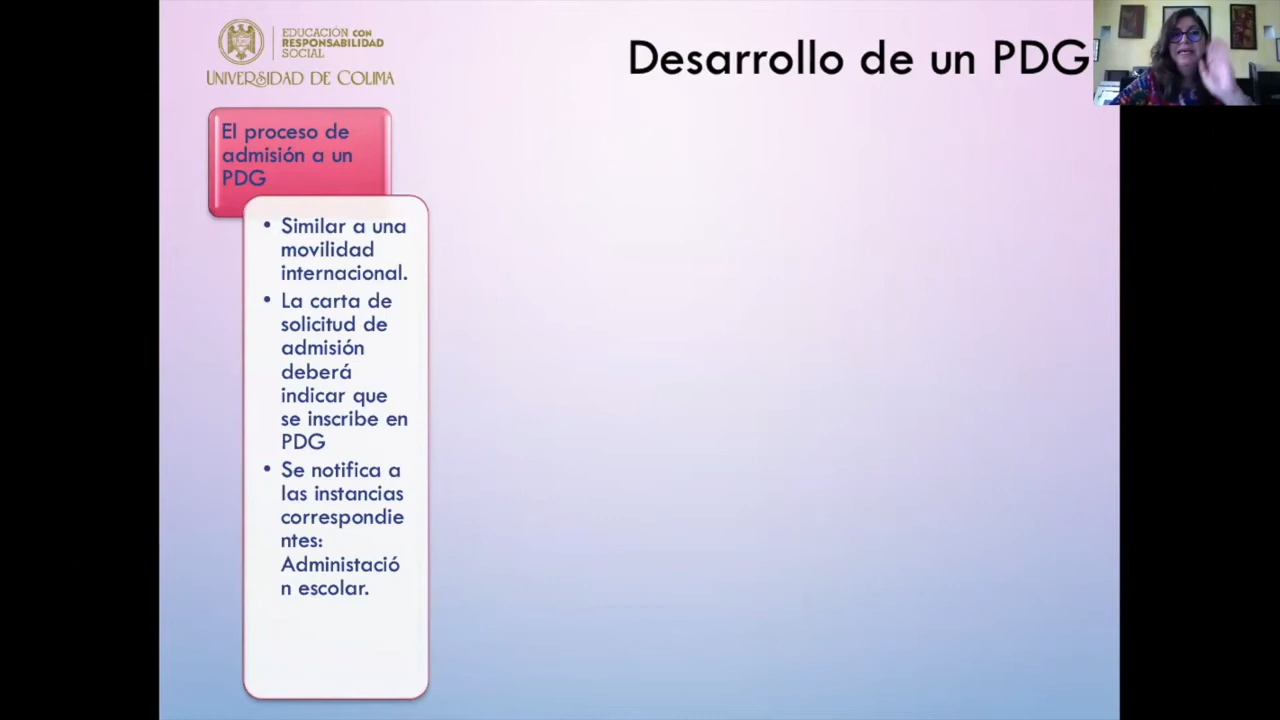 EDUCACIÓN CON
RESPONSABILIDAD
SOCIAL
UNIVERSIDAD DE COLIMA
Desarrollo de un PDG
El proceso de
admisión a un
PDG
• Similar a una
movilidad
internacional.
• La carta de
solicitud de
admisión
deberá
indicar que
se inscribe en
PDG
• Se notifica a
las instancias
correspondie
ntes:
Administació
n escolar.